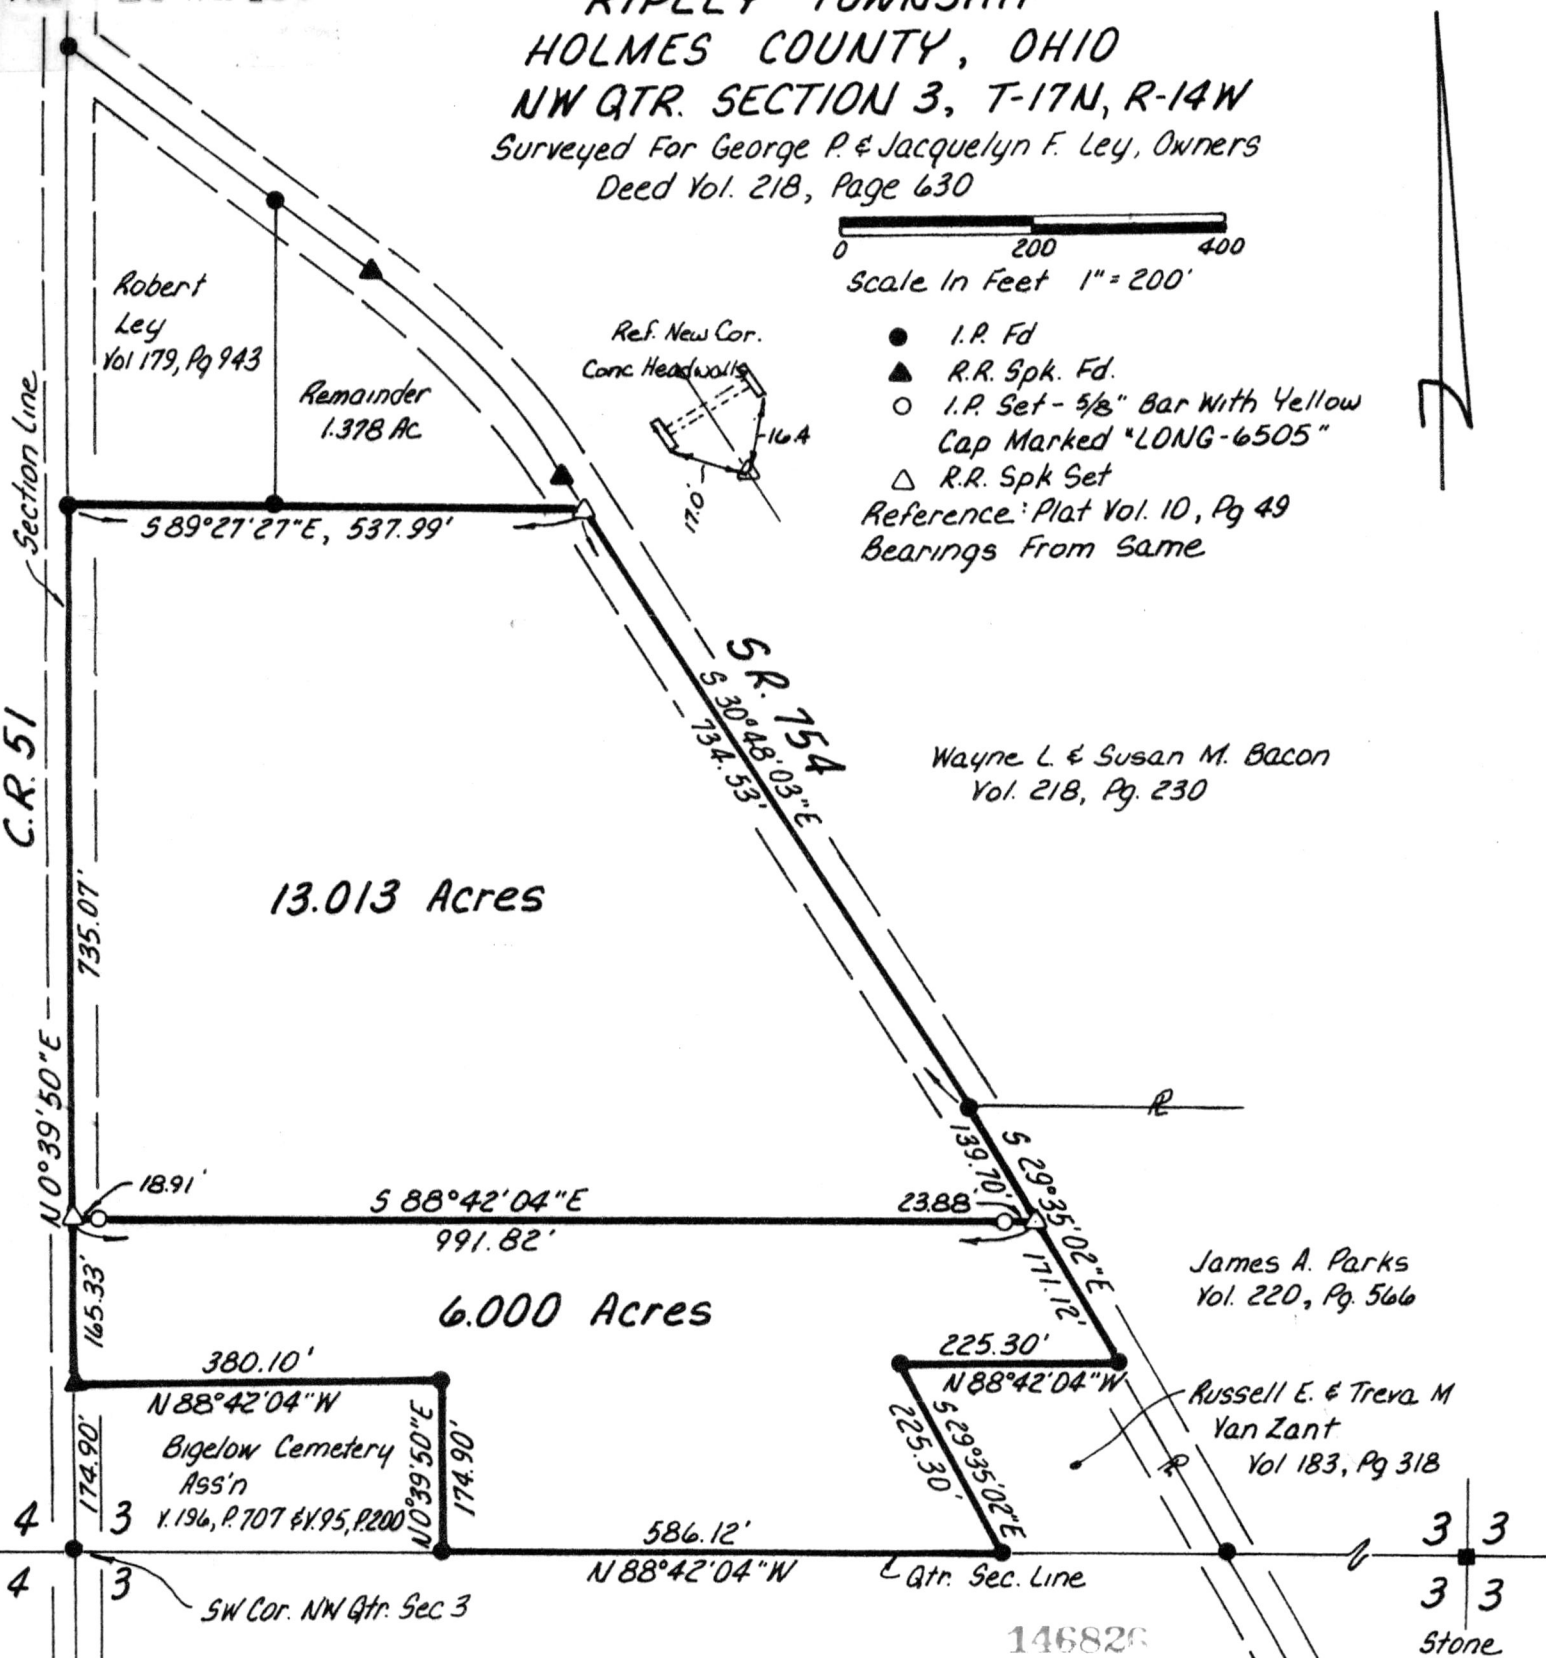 RIPLEY TOWNSHIP
HOLMES COUNTY, OHIO
NW QTR. SECTION 3, T-17N, R-14W
Surveyed For George P. & Jacquelyn F. Ley, Owners
Deed Vol. 218, Page 630
0 200 400
Scale In Feet 1"=200'
I.P. Fd
R.R. Spk. Fd.
I.P. Set - 5/8" Bar With Yellow
Cap Marked "LONG-6505"
R.R. Spk Set
Reference: Plat Vol. 10, Pg 49
Bearings From Same
Ref. New Cor.
Conc Headwalls
16.4
17.0'
Robert
Ley
Vol 179, Pg 943
Remainder
1.378 Ac.
Section Line
S 89°27'27"E, 537.99'
S.R. 754
S 30°48'03"E
734.53'
Wayne L. & Susan M. Bacon
Vol. 218, Pg. 230
C.R. 51
735.07'
13.013 Acres
N 0°39'50"E
PL
139.70'
S 29°35'02"E
18.91'
S 88°42'04"E
23.88'
991.82'
171.12'
165.33'
6.000 Acres
James A. Parks
Vol. 220, Pg. 566
380.10'
N 88°42'04"W
225.30'
N 88°42'04"W
Russell E. & Treva M
Van Zant
Vol 183, Pg 318
PL
174.90'
Bigelow Cemetery
Ass'n
V.196, P.707 & V.95, P.200
N 0°39'50"E
174.90'
225.30'
S 29°35'02"E
4 3
586.12'
N 88°42'04"W
Qtr. Sec. Line
3 3
4 3
SW Cor. NW Qtr. Sec 3
3 3
Stone